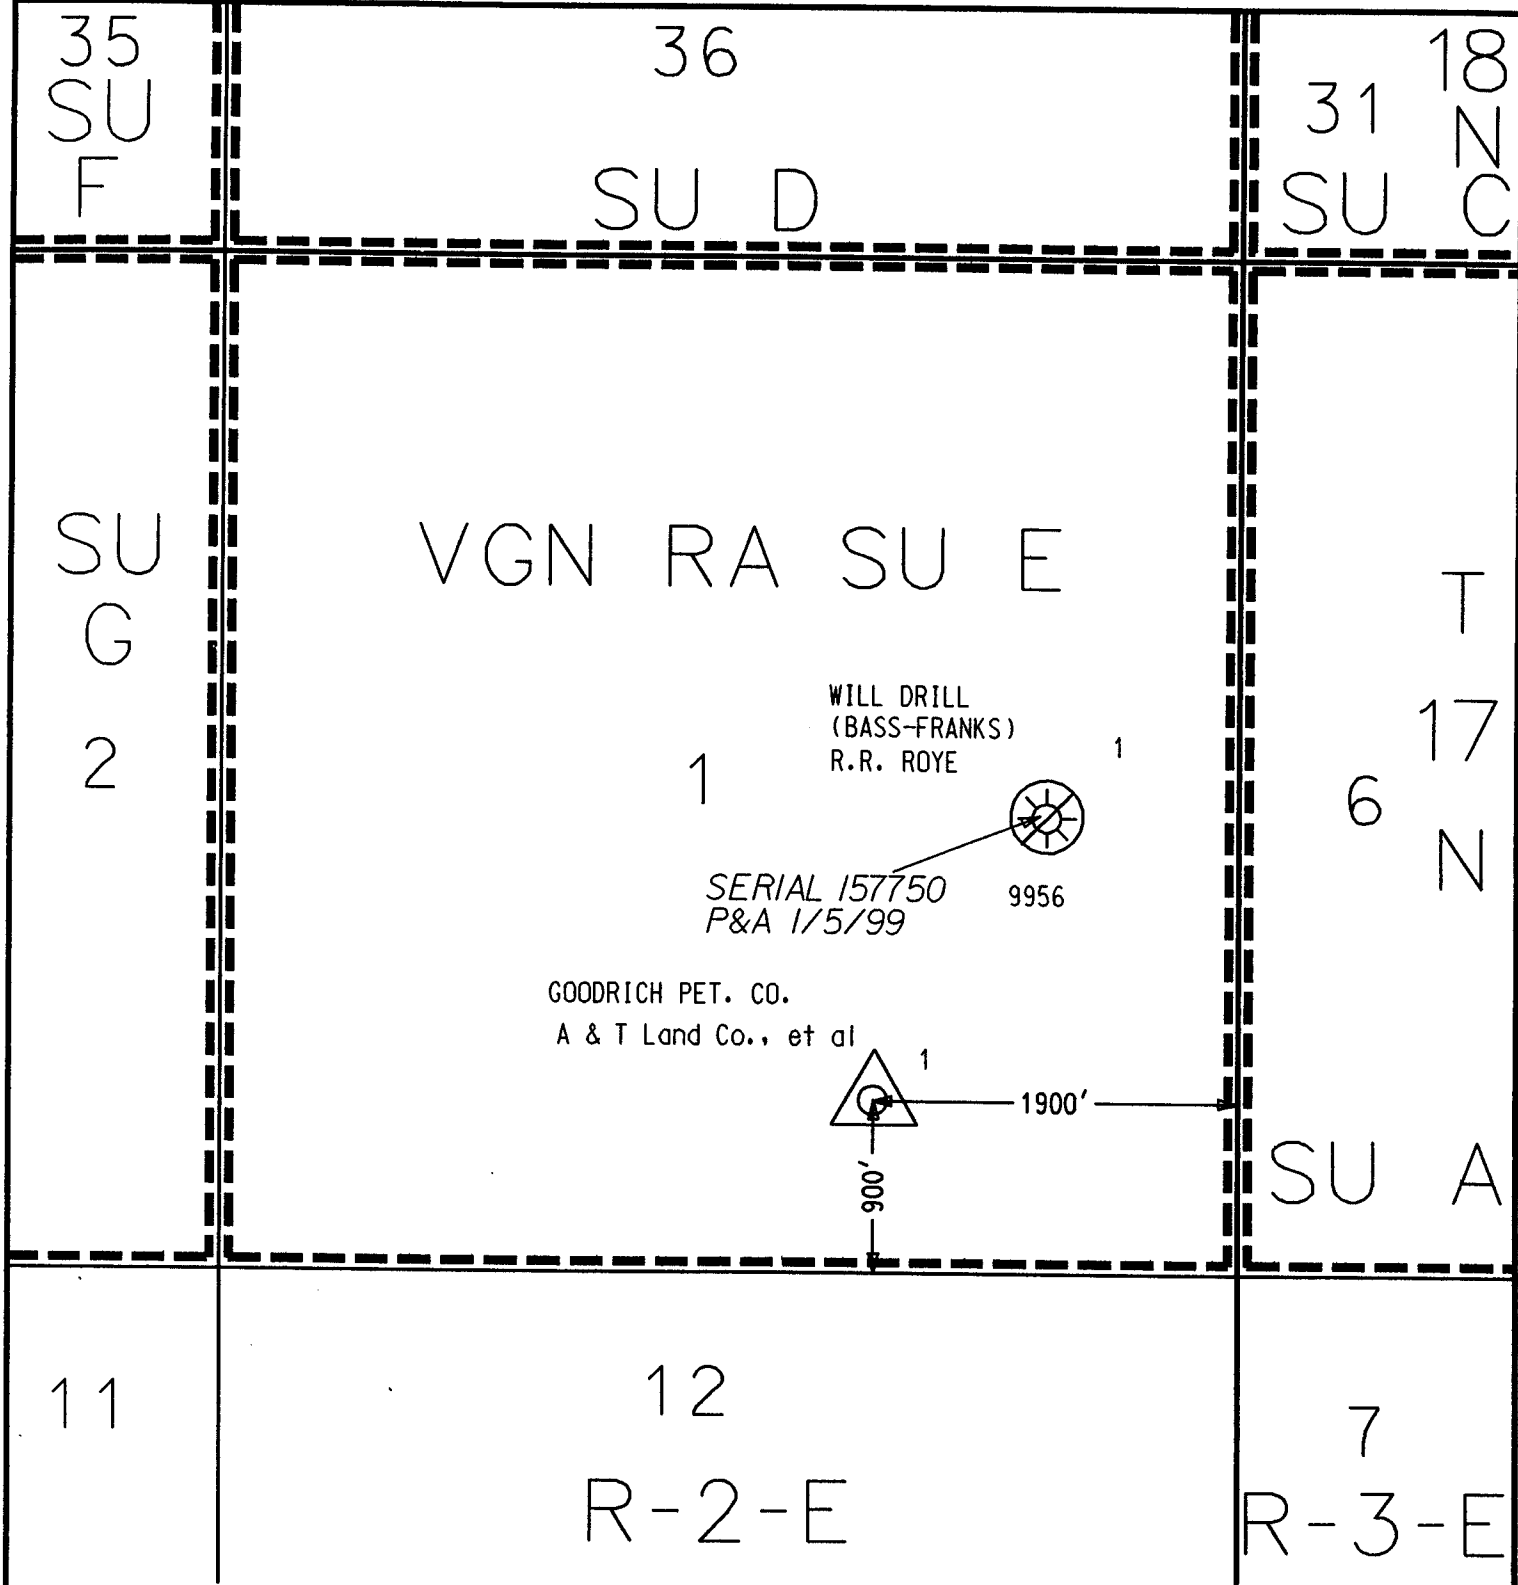 35
SU
F
36
SU D
18
N
31
SU C
SU
G
2
VGN RA SU E
WILL DRILL
(BASS-FRANKS)
R.R. ROYE
1
1
SERIAL 157750
P&A 1/5/99
9956
GOODRICH PET. CO.
A & T Land Co., et al
1
1900'
900'
T
17
N
6
SU A
11
12
R-2-E
7
R-3-E